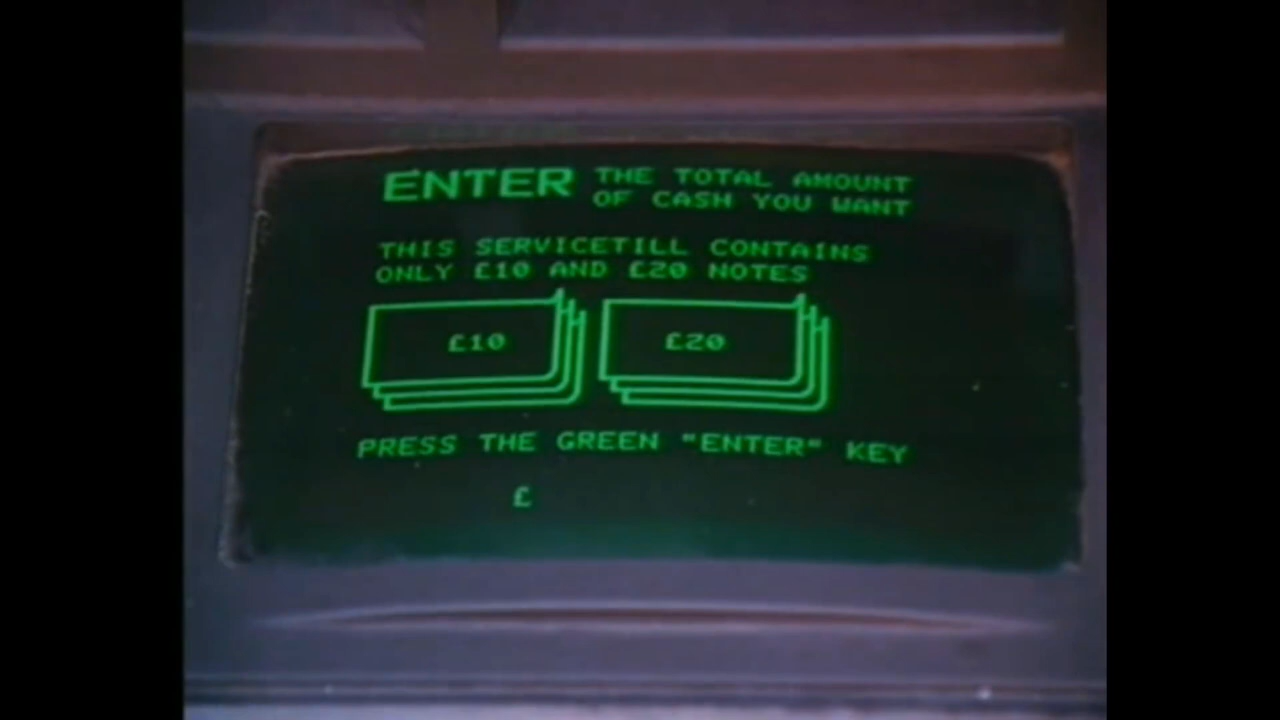 ENTER THE TOTAL AMOUNT
OF CASH YOU WANT
THIS SERVICETILL CONTAINS
ONLY £10 AND £20 NOTES
£10 £20
PRESS THE GREEN "ENTER" KEY
£